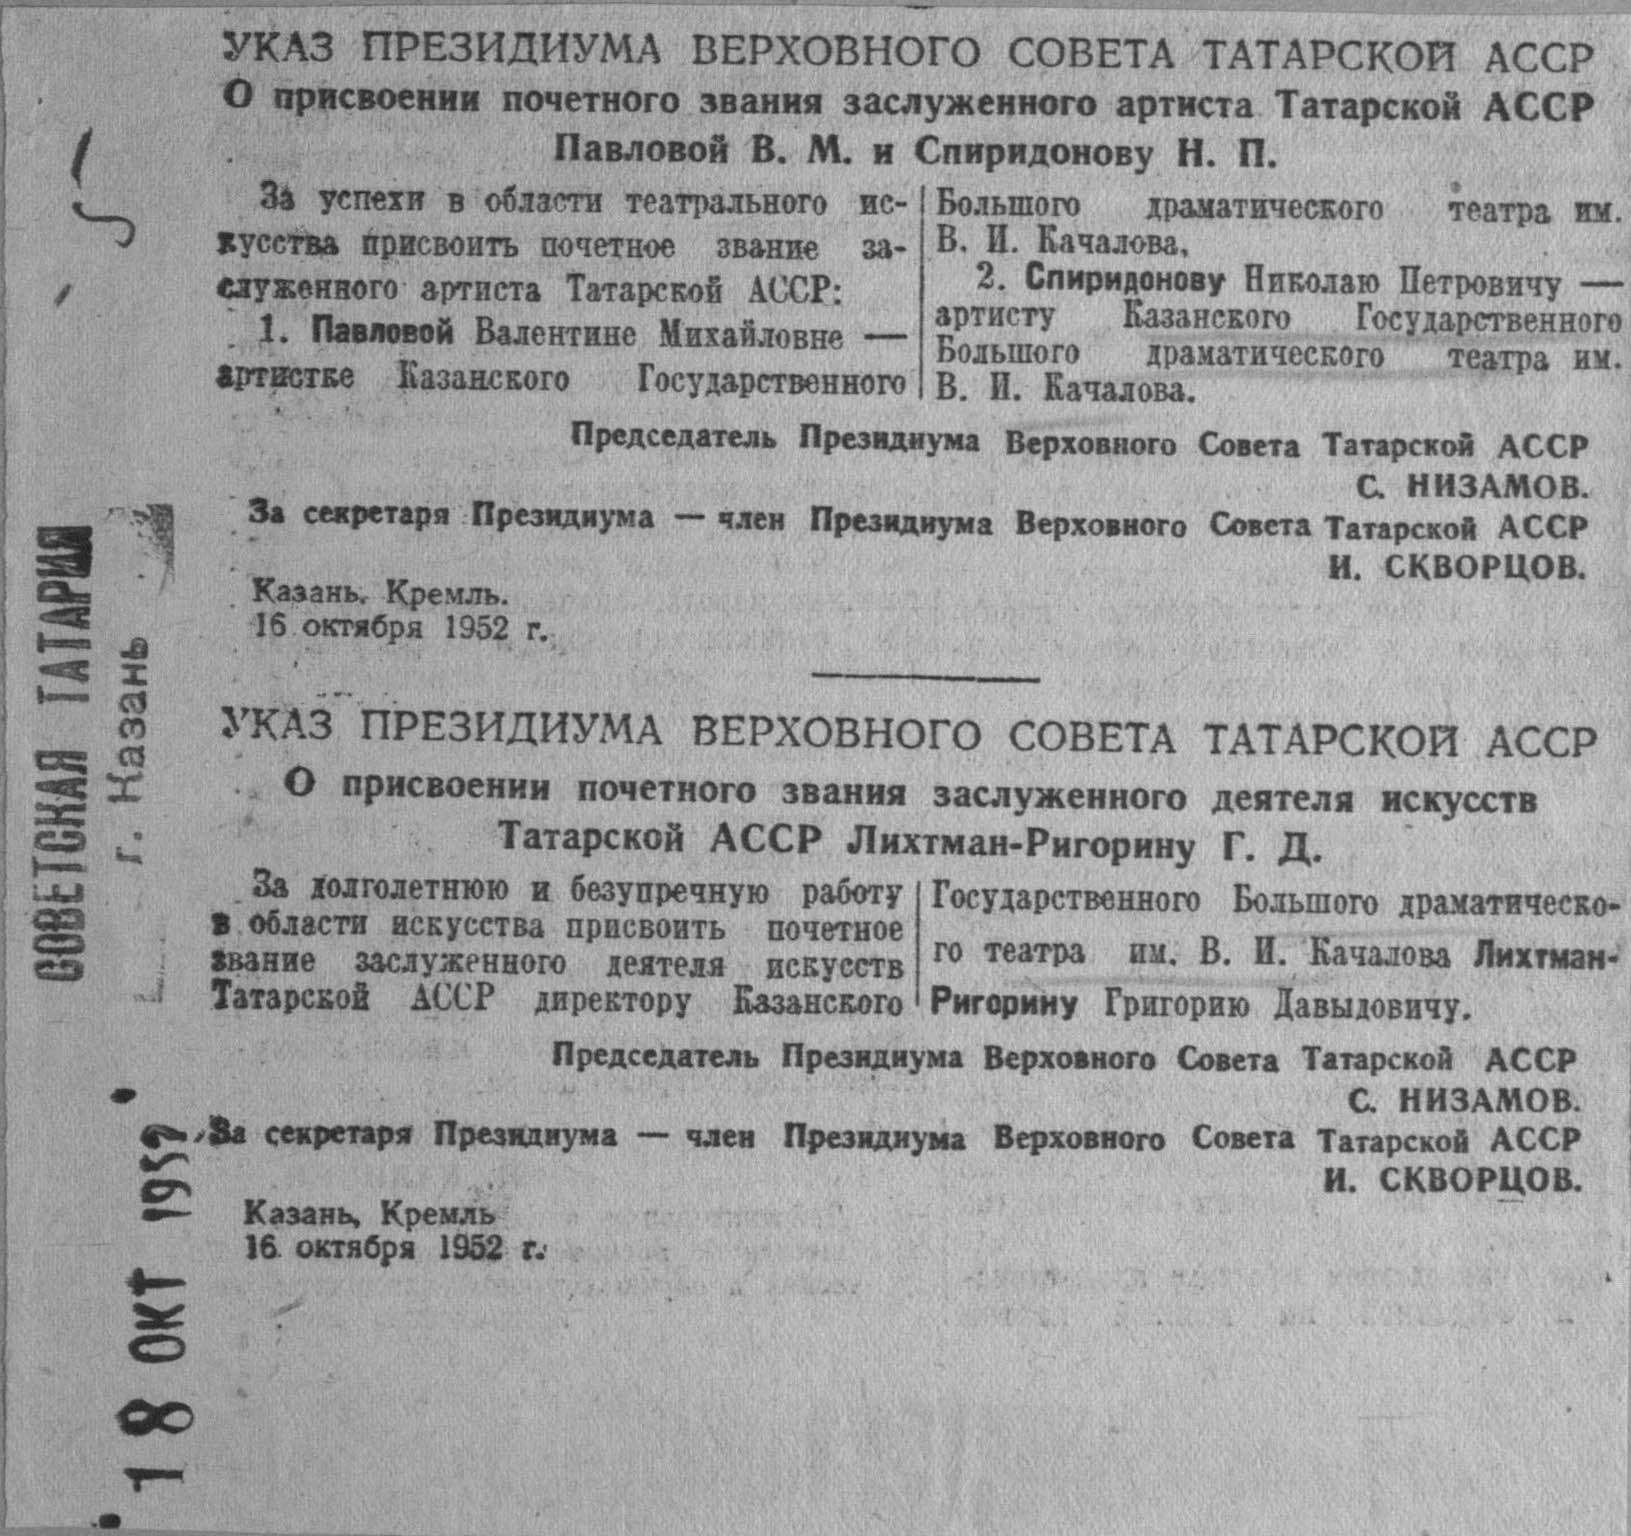 УКАЗ ПРЕЗИДИУМА ВЕРХОВНОГО СОВЕТА ТАТАРСКОЙ АССР
О присвоении почетного звания заслуженного артиста Татарской АССР
Павловой В. М. и Спиридонову Н. П.
За успехи в области театрального ис-
кусства присвоить почетное звание за-
служенного артиста Татарской АССР:
1. Павловой Валентине Михайловне —
артистке Казанского Государственного
Большого драматического театра им.
В. И. Качалова,
2. Спиридонову Николаю Петровичу —
артисту Казанского Государственного
Большого драматического театра им.
В. И. Качалова.
Председатель Президиума Верховного Совета Татарской АССР
С. НИЗАМОВ.
За секретаря Президиума — член Президиума Верховного Совета Татарской АССР
И. СКВОРЦОВ.
Казань, Кремль.
16 октября 1952 г.
УКАЗ ПРЕЗИДИУМА ВЕРХОВНОГО СОВЕТА ТАТАРСКОЙ АССР
О присвоении почетного звания заслуженного деятеля искусств
Татарской АССР Лихтман-Ригорину Г. Д.
За долголетнюю и безупречную работу
в области искусства присвоить почетное
звание заслуженного деятеля искусств
Татарской АССР директору Казанского
Государственного Большого драматическо-
го театра им. В. И. Качалова Лихтман-
Ригорину Григорию Давыдовичу.
Председатель Президиума Верховного Совета Татарской АССР
С. НИЗАМОВ.
За секретаря Президиума — член Президиума Верховного Совета Татарской АССР
И. СКВОРЦОВ.
Казань, Кремль
16 октября 1952 г.
СОВЕТСКАЯ ТАТАРИЯ
г. Казань
18 ОКТ 1952